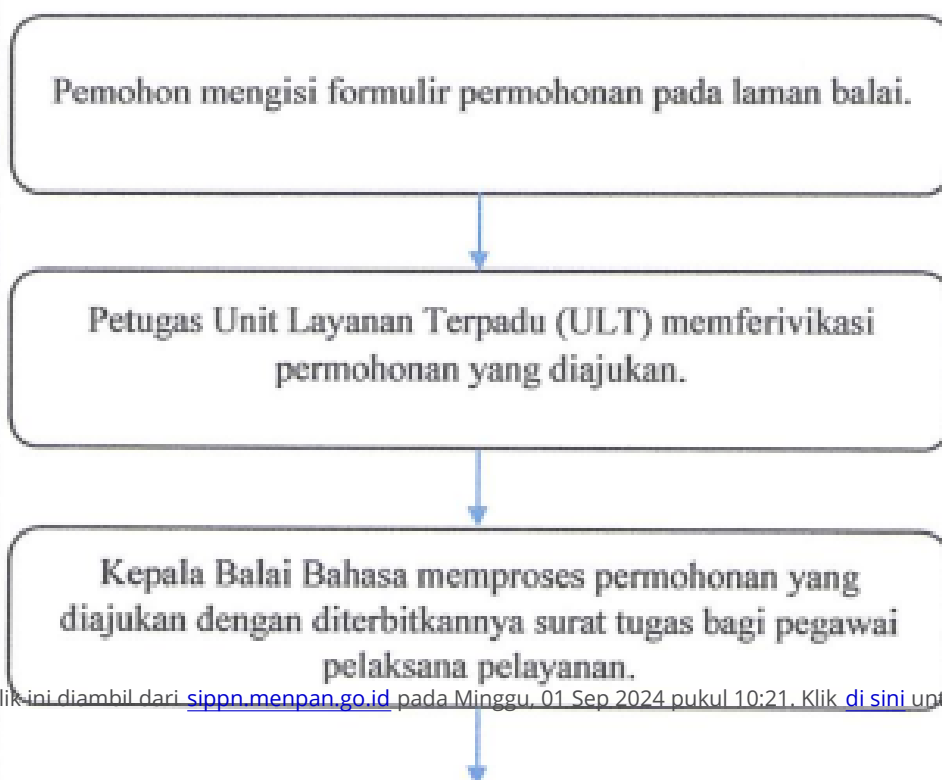 Pemohon mengisi formulir permohonan pada laman balai.
Petugas Unit Layanan Terpadu (ULT) memferivikasi
permohonan yang diajukan.
Kepala Balai Bahasa memproses permohonan yang
diajukan dengan diterbitkannya surat tugas bagi pegawai
pelaksana pelayanan.
lik ini diambil dari sippn.menpan.go.id pada Minggu, 01 Sep 2024 pukul 10:21. Klik di sini unt